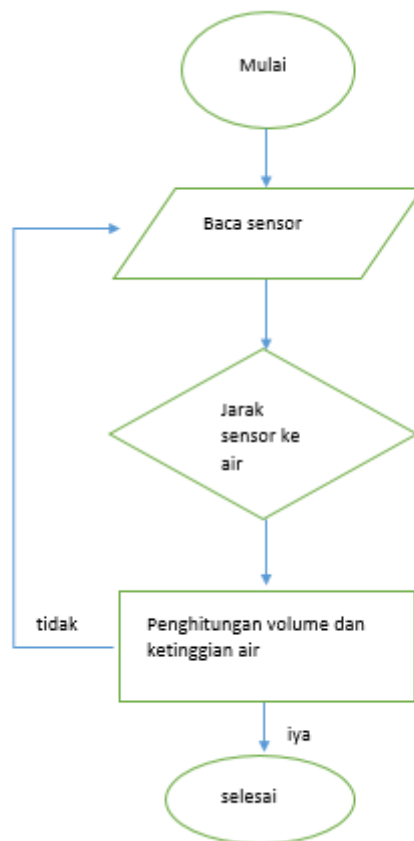 Mulai
Baca sensor
Jarak
sensor ke
air
tidak
Penghitungan volume dan
ketinggian air
iya
selesai